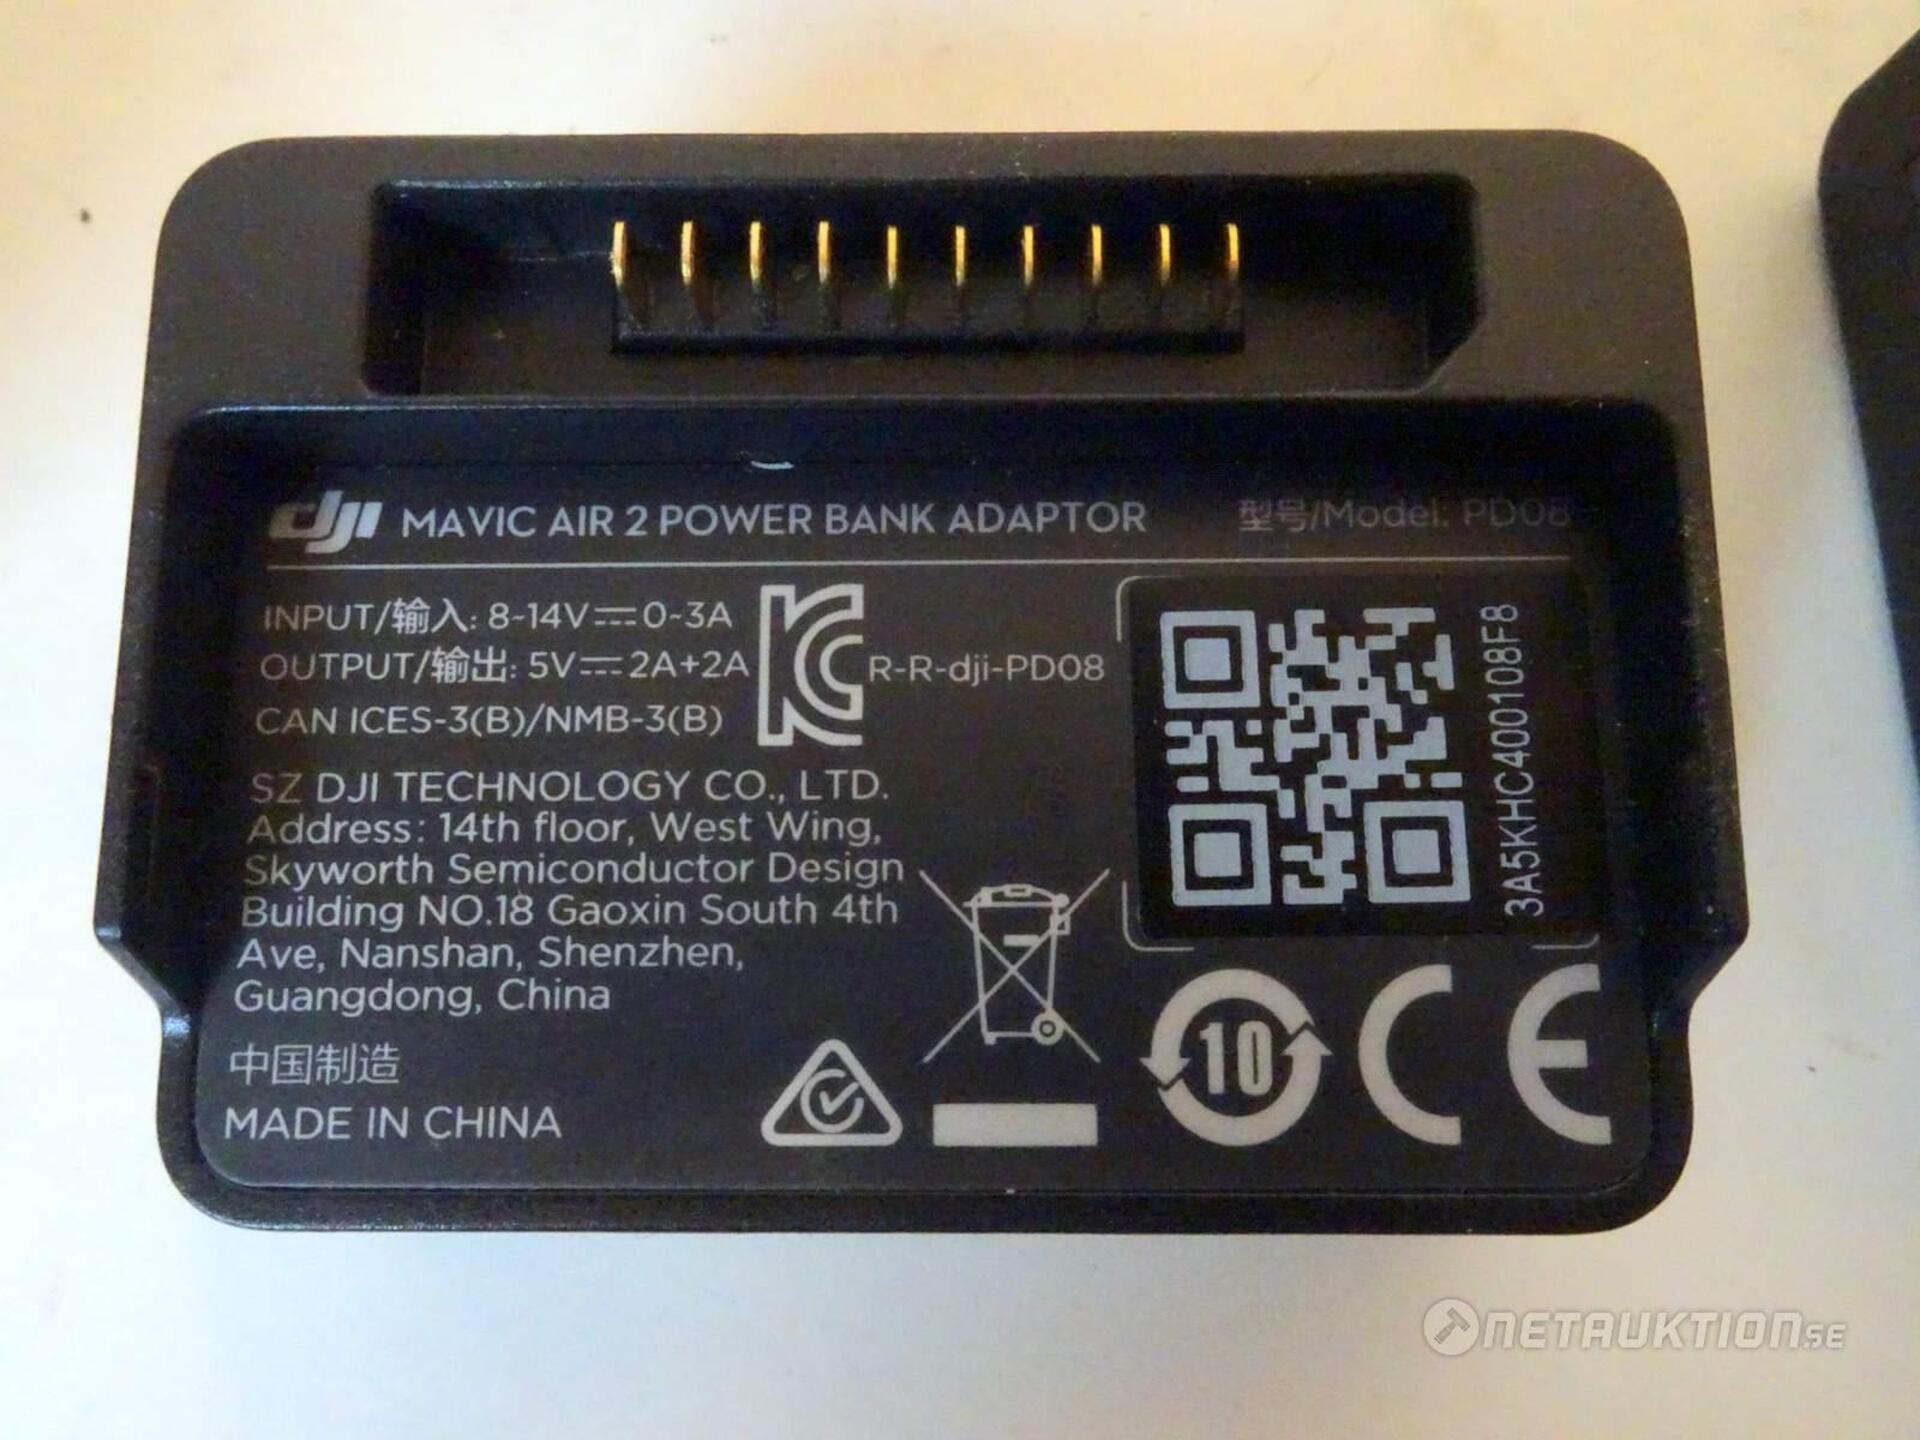 dji MAVIC AIR 2 POWER BANK ADAPTOR 型号/Model: PD08
INPUT/输入: 8~14V⎓0~3A
OUTPUT/输出: 5V⎓2A+2A
R-R-dji-PD08
CAN ICES-3(B)/NMB-3(B)
3A5KHC400108F8
SZ DJI TECHNOLOGY CO., LTD.
Address: 14th floor, West Wing,
Skyworth Semiconductor Design
Building NO.18 Gaoxin South 4th
Ave, Nanshan, Shenzhen,
Guangdong, China
中国制造
MADE IN CHINA
10
CE
NETAUKTION.SE